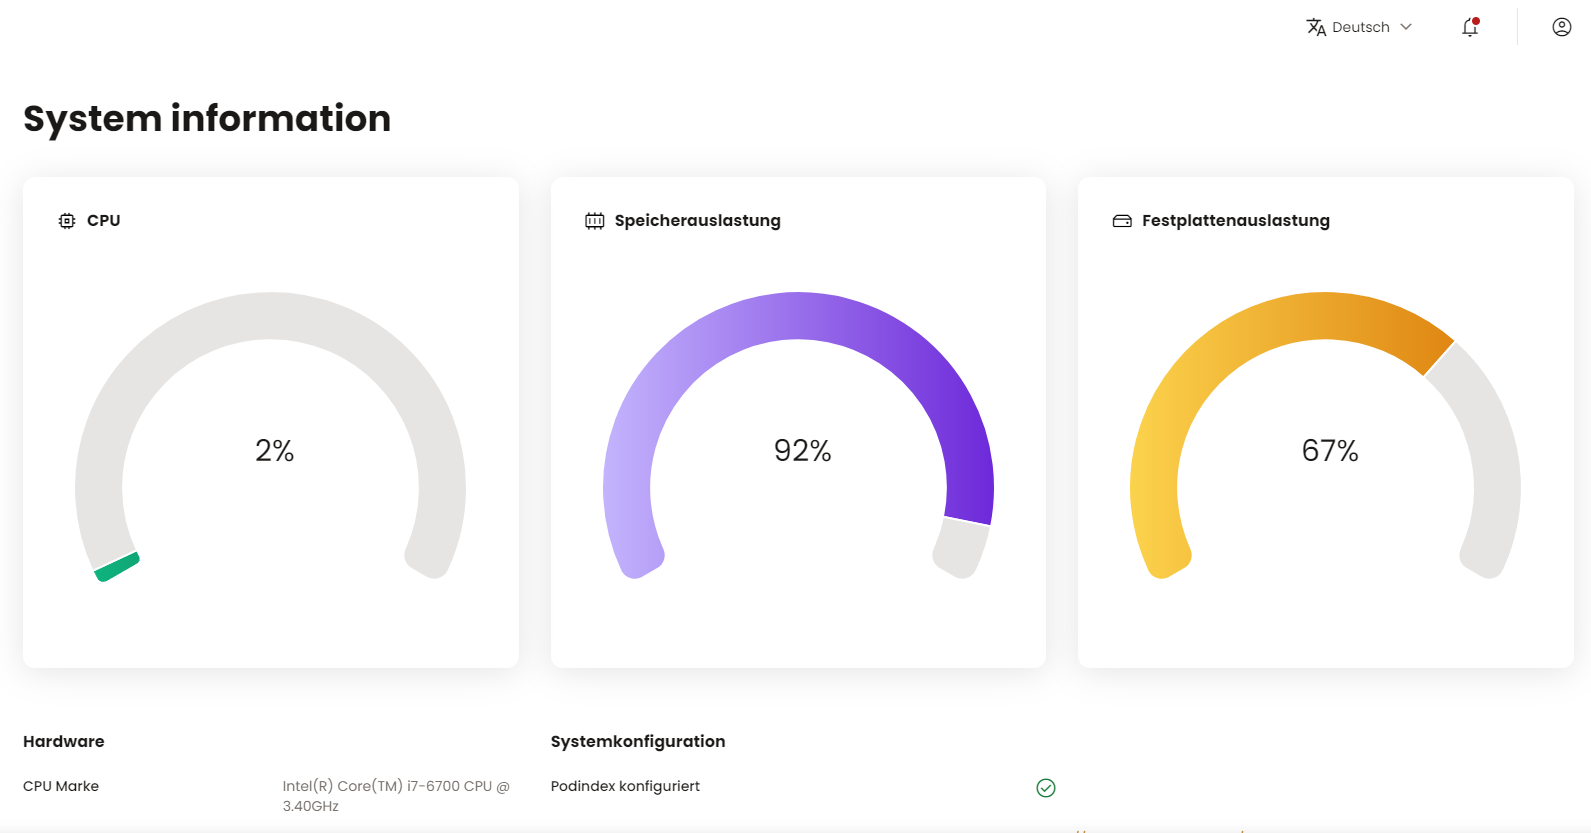 Deutsch
System information
CPU
Speicherauslastung
Festplattenauslastung
2%
92%
67%
Hardware
Systemkonfiguration
CPU Marke
Intel(R) Core(TM) i7-6700 CPU @
3.40GHz
Podindex konfiguriert